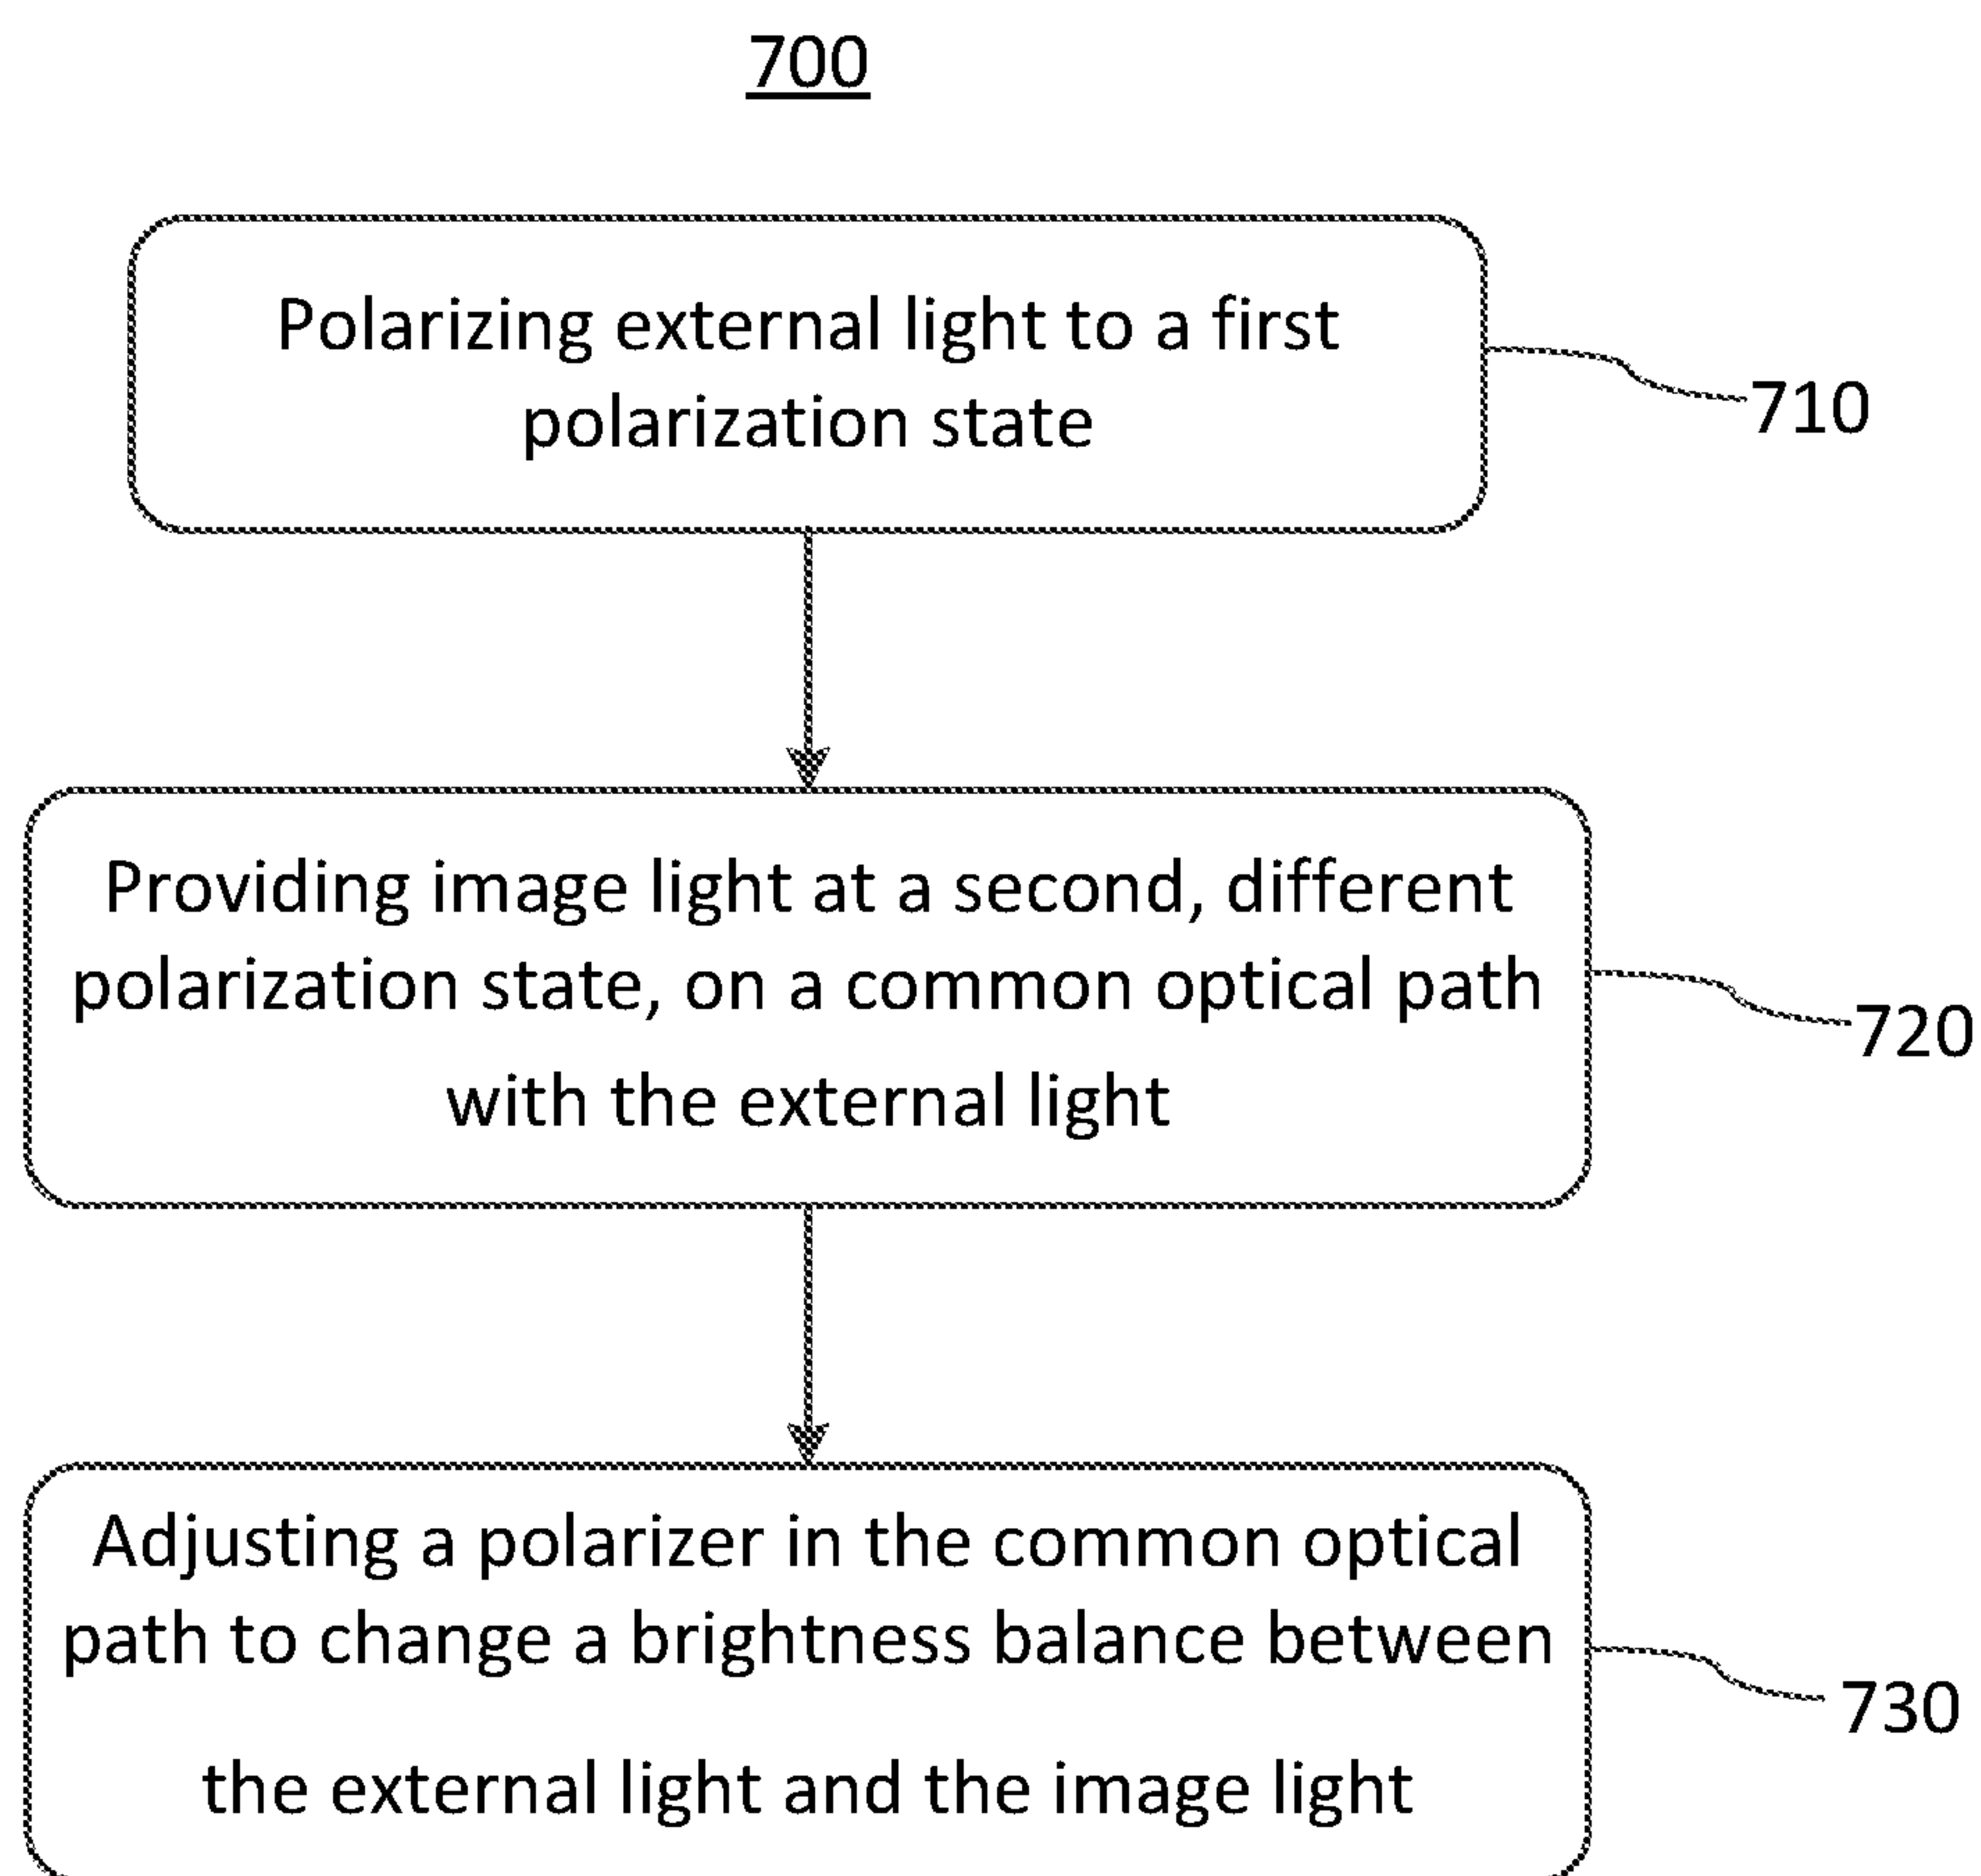 700
Polarizing external light to a first
polarization state
710
Providing image light at a second, different
polarization state, on a common optical path
with the external light
720
Adjusting a polarizer in the common optical
path to change a brightness balance between
the external light and the image light
730